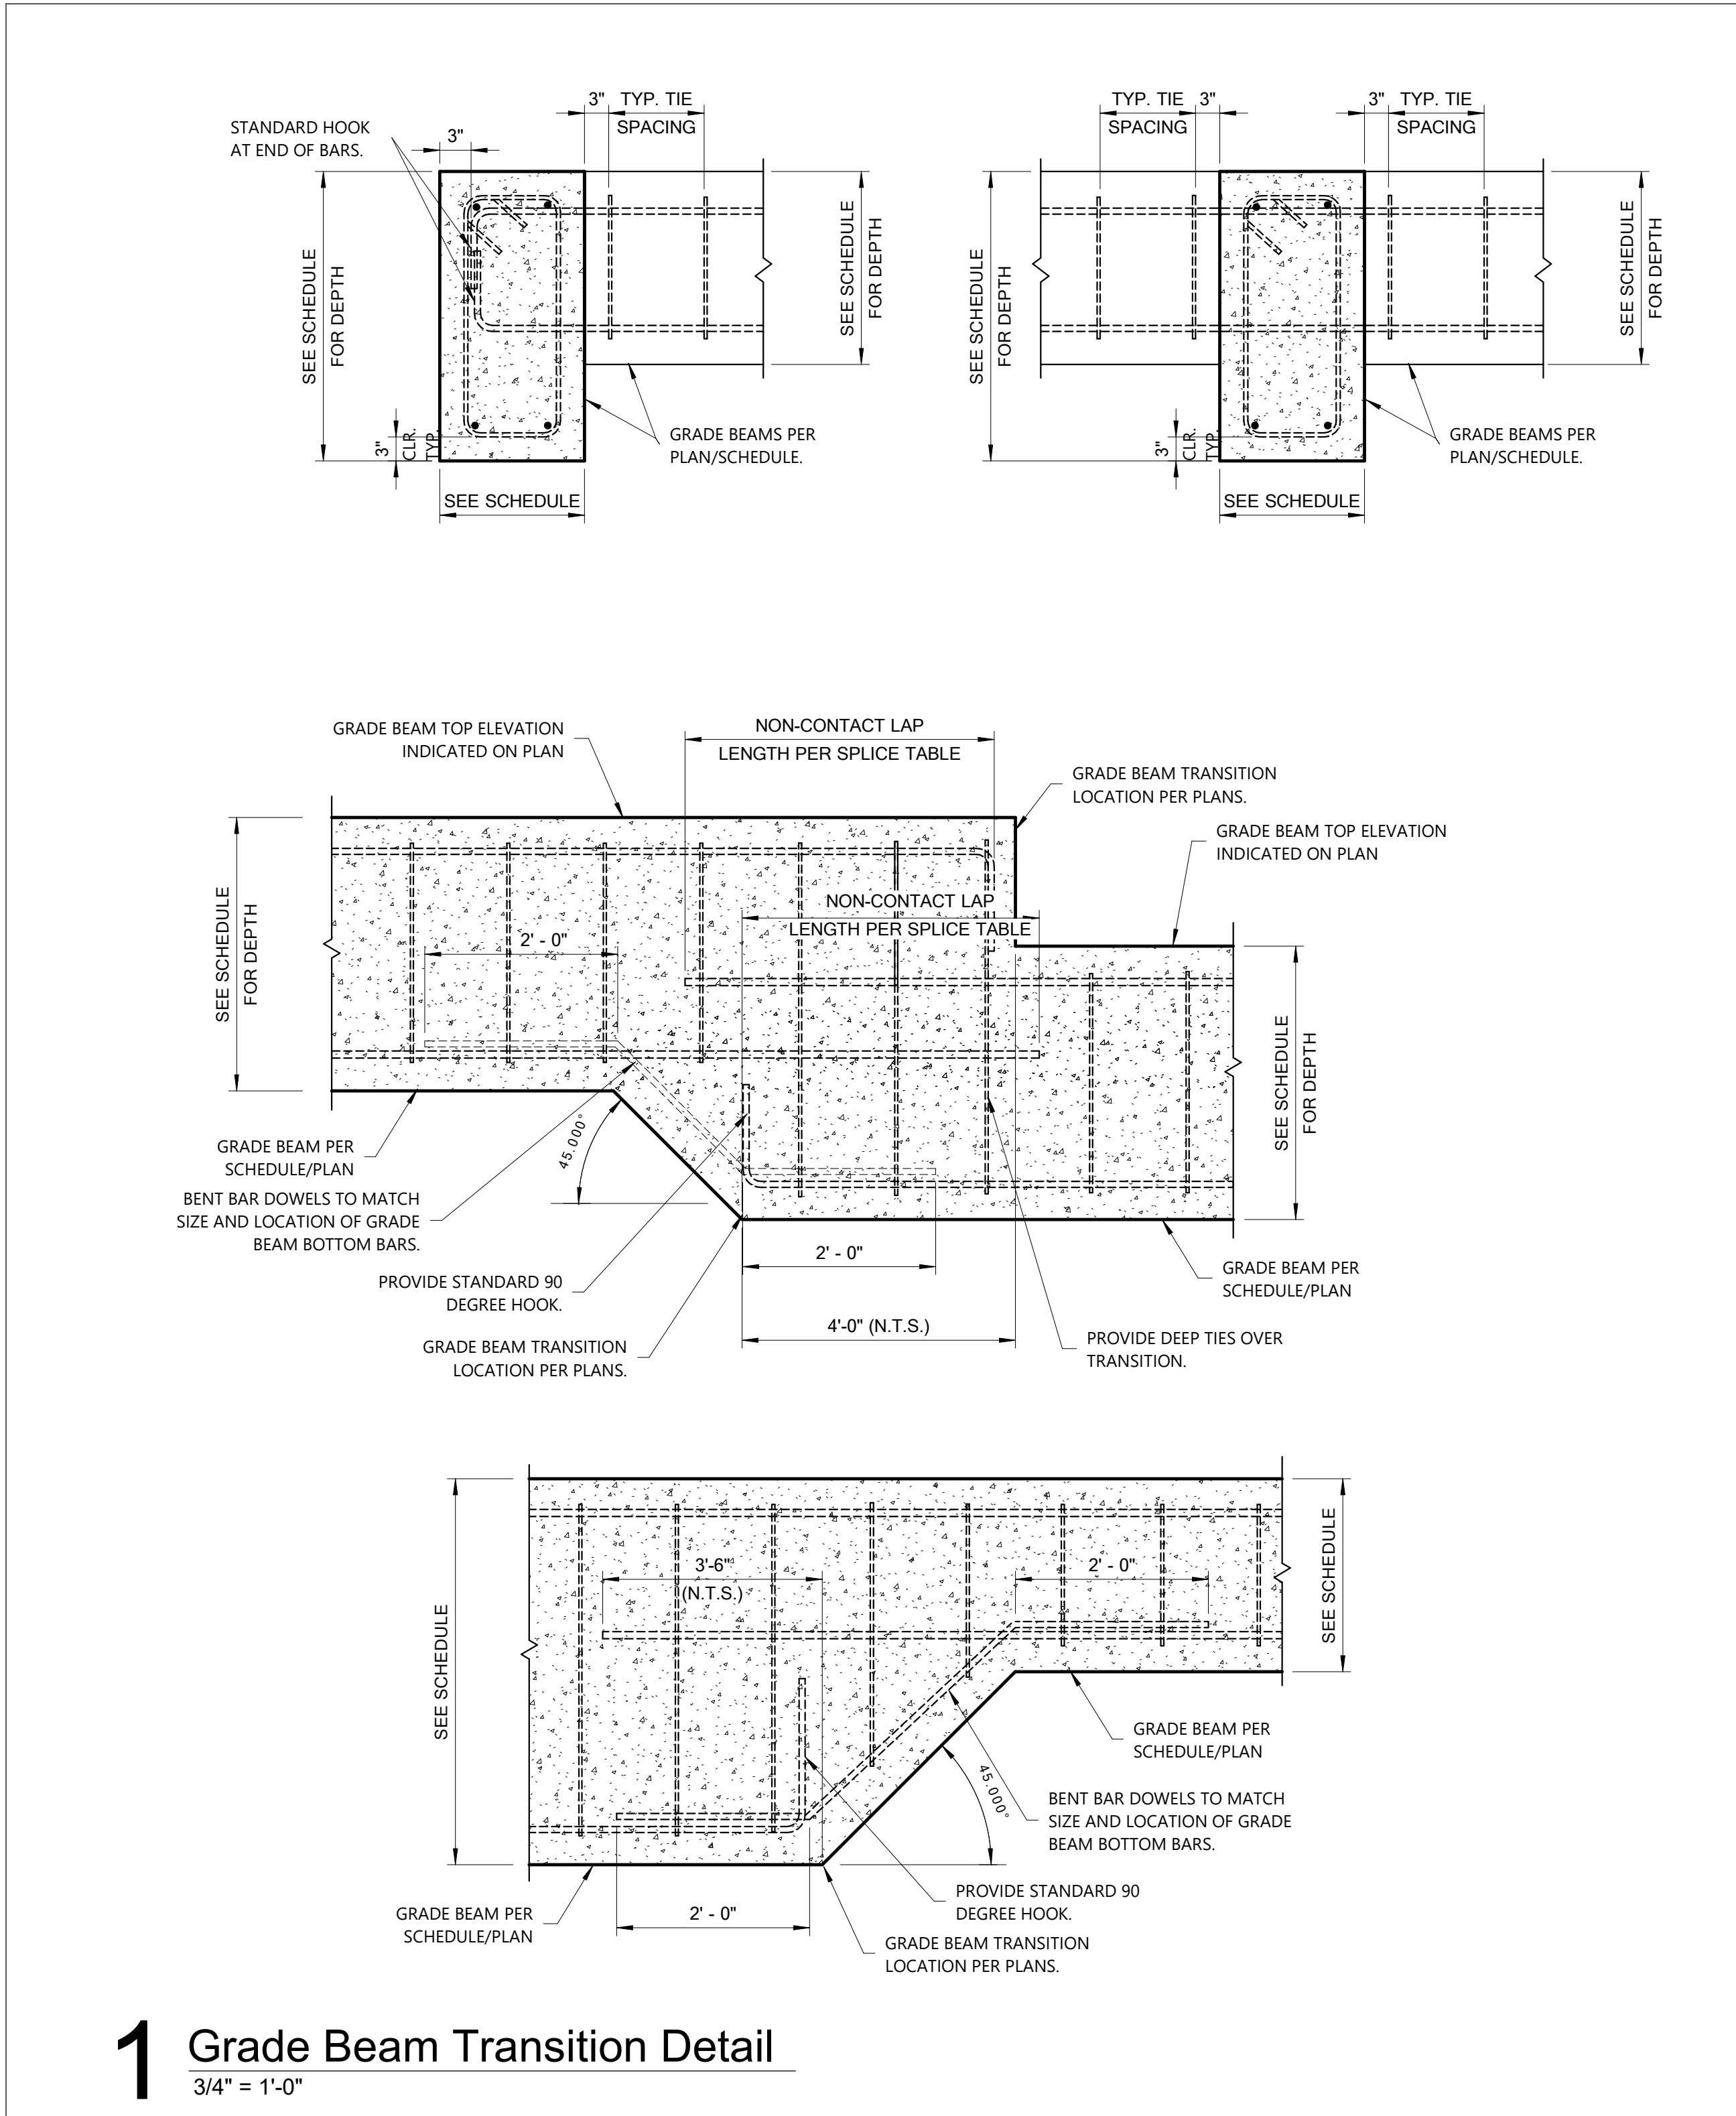 3" TYP. TIE
SPACING
STANDARD HOOK
AT END OF BARS.
3"
SEE SCHEDULE
FOR DEPTH
SEE SCHEDULE
FOR DEPTH
3"
CLR.
TYP.
GRADE BEAMS PER
PLAN/SCHEDULE.
SEE SCHEDULE
TYP. TIE 3"
SPACING
3" TYP. TIE
SPACING
SEE SCHEDULE
FOR DEPTH
SEE SCHEDULE
FOR DEPTH
3"
CLR.
TYP.
GRADE BEAMS PER
PLAN/SCHEDULE.
SEE SCHEDULE
GRADE BEAM TOP ELEVATION
INDICATED ON PLAN
NON-CONTACT LAP
LENGTH PER SPLICE TABLE
GRADE BEAM TRANSITION
LOCATION PER PLANS.
GRADE BEAM TOP ELEVATION
INDICATED ON PLAN
SEE SCHEDULE
FOR DEPTH
2' - 0"
NON-CONTACT LAP
LENGTH PER SPLICE TABLE
SEE SCHEDULE
FOR DEPTH
45.000°
GRADE BEAM PER
SCHEDULE/PLAN
BENT BAR DOWELS TO MATCH
SIZE AND LOCATION OF GRADE
BEAM BOTTOM BARS.
PROVIDE STANDARD 90
DEGREE HOOK.
GRADE BEAM TRANSITION
LOCATION PER PLANS.
2' - 0"
4'-0" (N.T.S.)
GRADE BEAM PER
SCHEDULE/PLAN
PROVIDE DEEP TIES OVER
TRANSITION.
SEE SCHEDULE
3'-6"
(N.T.S.)
2' - 0"
SEE SCHEDULE
GRADE BEAM PER
SCHEDULE/PLAN
45.000°
BENT BAR DOWELS TO MATCH
SIZE AND LOCATION OF GRADE
BEAM BOTTOM BARS.
PROVIDE STANDARD 90
DEGREE HOOK.
GRADE BEAM PER
SCHEDULE/PLAN
2' - 0"
GRADE BEAM TRANSITION
LOCATION PER PLANS.
1 Grade Beam Transition Detail
3/4" = 1'-0"